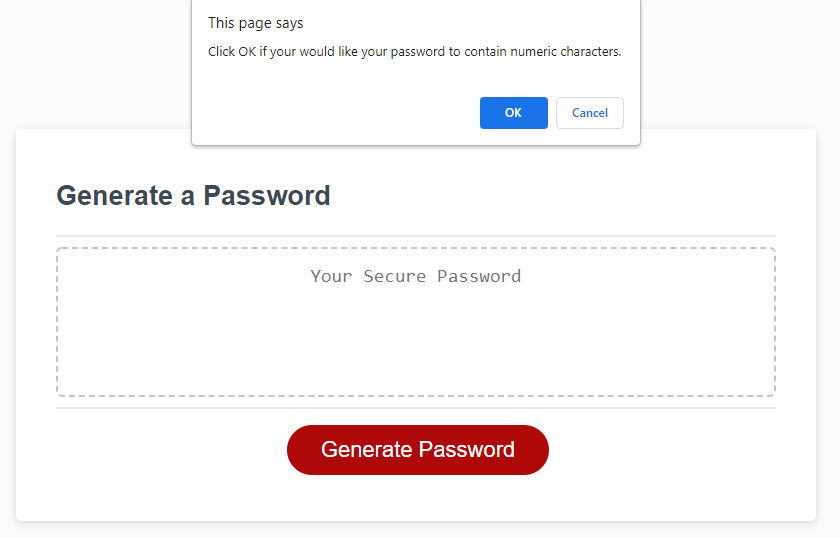 This page says
Click OK if your would like your password to contain numeric characters.
OK Cancel
Generate a Password
Your Secure Password
Generate Password